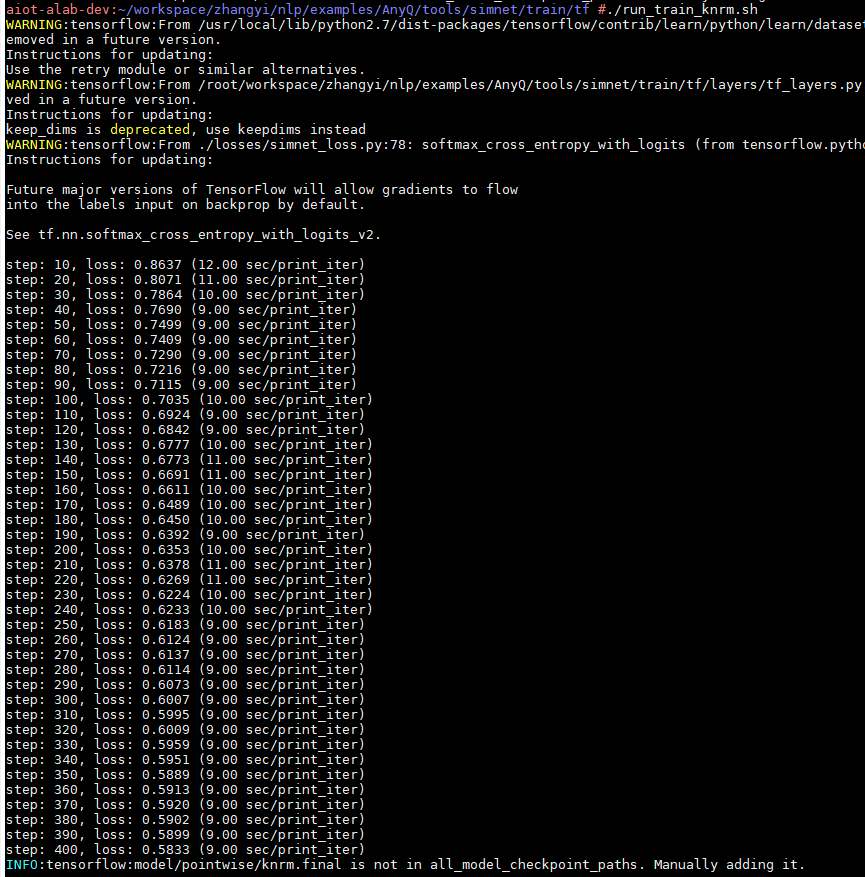 aiot-alab-dev:~/workspace/zhangyi/nlp/examples/AnyQ/tools/simnet/train/tf #./run_train_knrm.sh
WARNING:tensorflow:From /usr/local/lib/python2.7/dist-packages/tensorflow/contrib/learn/python/learn/dataset
emoved in a future version.
Instructions for updating:
Use the retry module or similar alternatives.
WARNING:tensorflow:From /root/workspace/zhangyi/nlp/examples/AnyQ/tools/simnet/train/tf/layers/tf_layers.py
ved in a future version.
Instructions for updating:
keep_dims is deprecated, use keepdims instead
WARNING:tensorflow:From ./losses/simnet_loss.py:78: softmax_cross_entropy_with_logits (from tensorflow.pytho
Instructions for updating:
Future major versions of TensorFlow will allow gradients to flow
into the labels input on backprop by default.
See tf.nn.softmax_cross_entropy_with_logits_v2.
step: 10, loss: 0.8637 (12.00 sec/print_iter)
step: 20, loss: 0.8071 (11.00 sec/print_iter)
step: 30, loss: 0.7864 (10.00 sec/print_iter)
step: 40, loss: 0.7690 (9.00 sec/print_iter)
step: 50, loss: 0.7499 (9.00 sec/print_iter)
step: 60, loss: 0.7409 (9.00 sec/print_iter)
step: 70, loss: 0.7290 (9.00 sec/print_iter)
step: 80, loss: 0.7216 (9.00 sec/print_iter)
step: 90, loss: 0.7115 (9.00 sec/print_iter)
step: 100, loss: 0.7035 (10.00 sec/print_iter)
step: 110, loss: 0.6924 (9.00 sec/print_iter)
step: 120, loss: 0.6842 (9.00 sec/print_iter)
step: 130, loss: 0.6777 (10.00 sec/print_iter)
step: 140, loss: 0.6773 (11.00 sec/print_iter)
step: 150, loss: 0.6691 (11.00 sec/print_iter)
step: 160, loss: 0.6611 (10.00 sec/print_iter)
step: 170, loss: 0.6489 (10.00 sec/print_iter)
step: 180, loss: 0.6450 (10.00 sec/print_iter)
step: 190, loss: 0.6392 (9.00 sec/print_iter)
step: 200, loss: 0.6353 (10.00 sec/print_iter)
step: 210, loss: 0.6378 (11.00 sec/print_iter)
step: 220, loss: 0.6269 (11.00 sec/print_iter)
step: 230, loss: 0.6224 (10.00 sec/print_iter)
step: 240, loss: 0.6233 (10.00 sec/print_iter)
step: 250, loss: 0.6183 (9.00 sec/print_iter)
step: 260, loss: 0.6124 (9.00 sec/print_iter)
step: 270, loss: 0.6137 (9.00 sec/print_iter)
step: 280, loss: 0.6114 (9.00 sec/print_iter)
step: 290, loss: 0.6073 (9.00 sec/print_iter)
step: 300, loss: 0.6007 (9.00 sec/print_iter)
step: 310, loss: 0.5995 (9.00 sec/print_iter)
step: 320, loss: 0.6009 (9.00 sec/print_iter)
step: 330, loss: 0.5959 (9.00 sec/print_iter)
step: 340, loss: 0.5951 (9.00 sec/print_iter)
step: 350, loss: 0.5889 (9.00 sec/print_iter)
step: 360, loss: 0.5913 (9.00 sec/print_iter)
step: 370, loss: 0.5920 (9.00 sec/print_iter)
step: 380, loss: 0.5902 (9.00 sec/print_iter)
step: 390, loss: 0.5899 (9.00 sec/print_iter)
step: 400, loss: 0.5833 (9.00 sec/print_iter)
INFO:tensorflow:model/pointwise/knrm.final is not in all_model_checkpoint_paths. Manually adding it.